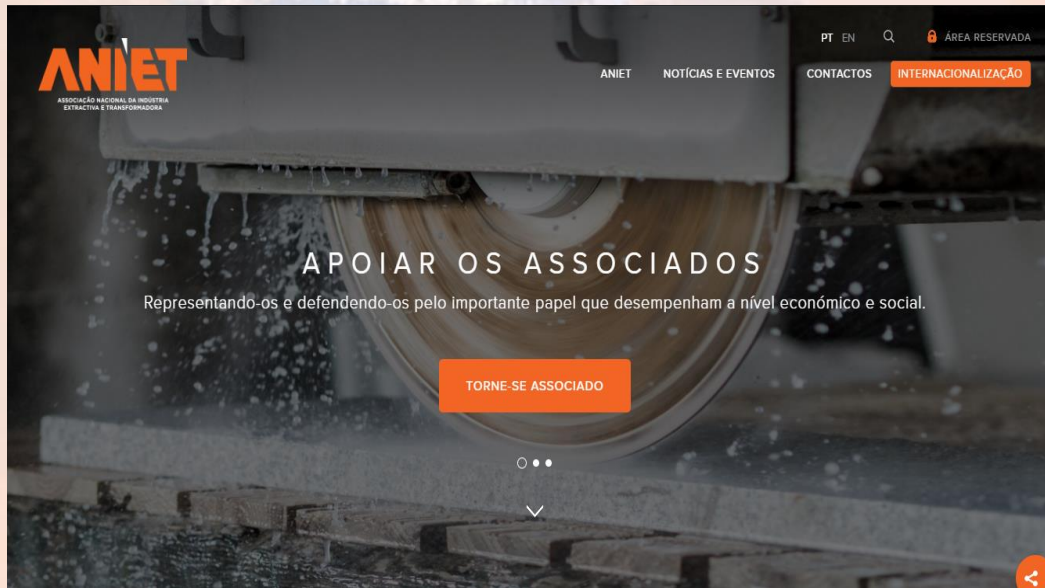 PT EN
ÁREA RESERVADA
ANIET
ASSOCIAÇÃO NACIONAL DA INDÚSTRIA
EXTRACTIVA E TRANSFORMADORA
ANIET NOTÍCIAS E EVENTOS CONTACTOS INTERNACIONALIZAÇÃO
APOIAR OS ASSOCIADOS
Representando-os e defendendo-os pelo importante papel que desempenham a nível económico e social.
TORNE-SE ASSOCIADO